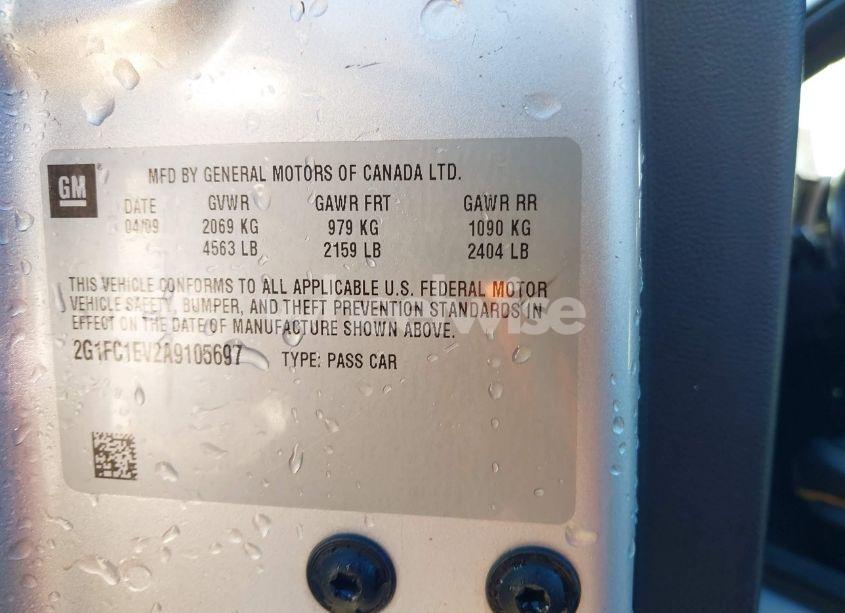 GM
MFD BY GENERAL MOTORS OF CANADA LTD.
DATE GVWR GAWR FRT GAWR RR
04/09 2069 KG 979 KG 1090 KG
4563 LB 2159 LB 2404 LB
THIS VEHICLE CONFORMS TO ALL APPLICABLE U.S. FEDERAL MOTOR
VEHICLE SAFETY, BUMPER, AND THEFT PREVENTION STANDARDS IN
EFFECT ON THE DATE OF MANUFACTURE SHOWN ABOVE.
2G1FC1EV2A9105697 TYPE: PASS CAR